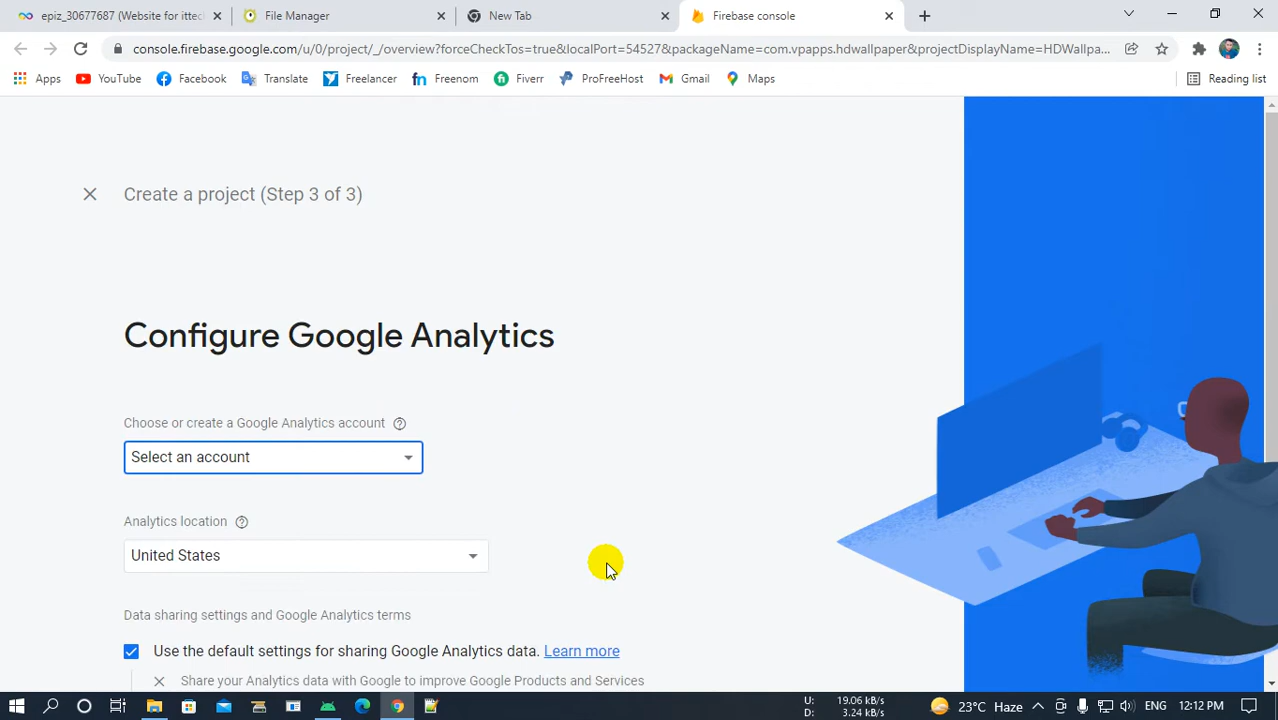 epiz_30677687 (Website for ittech
File Manager
New Tab
Firebase console
console.firebase.google.com/u/0/project/_/overview?forceCheckTos=true&localPort=54527&packageName=com.vpapps.hdwallpaper&projectDisplayName=HDWallpa...
Apps
YouTube
Facebook
Translate
Freelancer
Freenom
Fiverr
ProFreeHost
Gmail
Maps
Reading list
Create a project (Step 3 of 3)
Configure Google Analytics
Choose or create a Google Analytics account
Select an account
Analytics location
United States
Data sharing settings and Google Analytics terms
Use the default settings for sharing Google Analytics data. Learn more
Share your Analytics data with Google to improve Google Products and Services
U: 19.06 kB/s
D: 3.24 kB/s
23°C Haze
ENG
12:12 PM